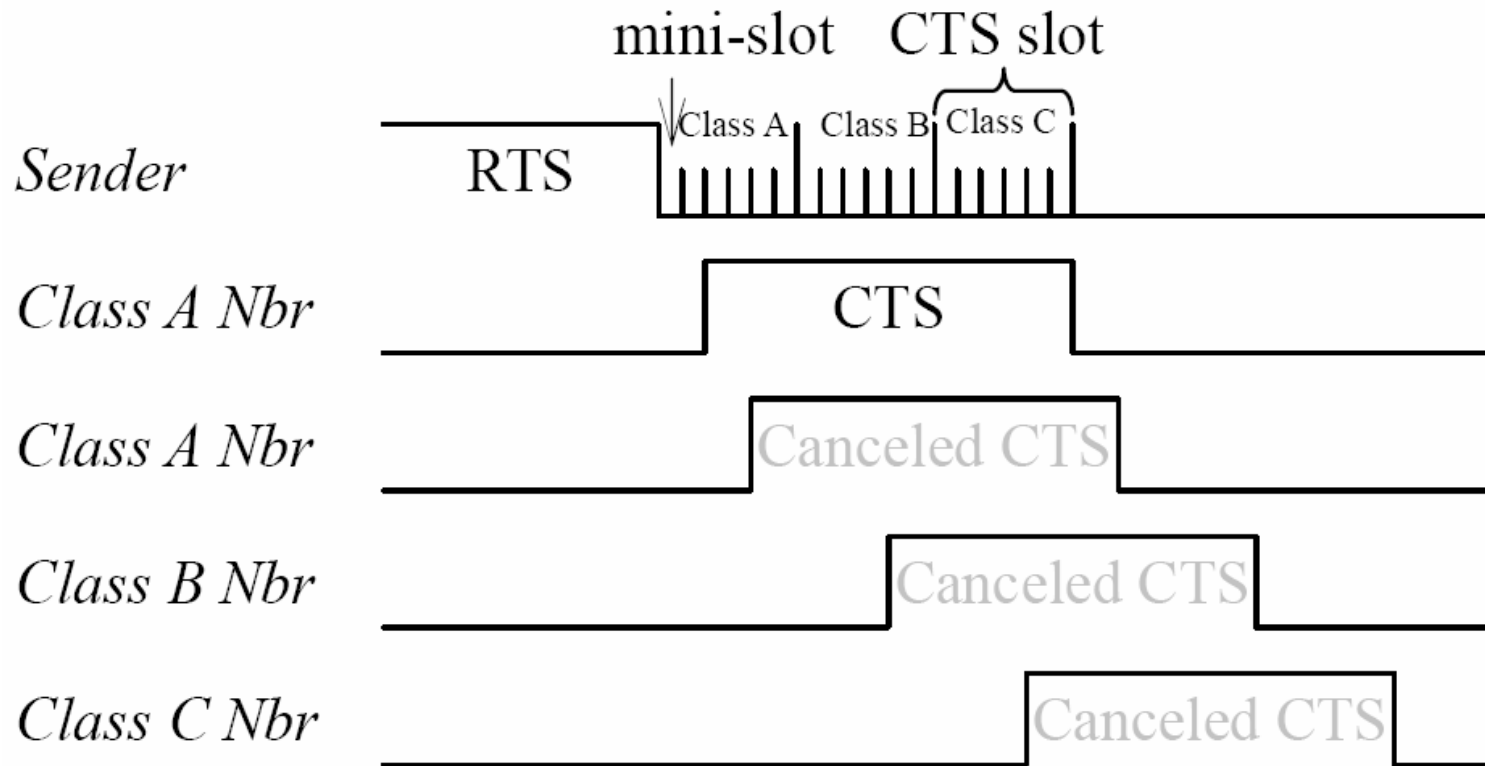 mini-slot CTS slot
Class A Class B Class C
Sender RTS
Class A Nbr CTS
Class A Nbr Canceled CTS
Class B Nbr Canceled CTS
Class C Nbr Canceled CTS